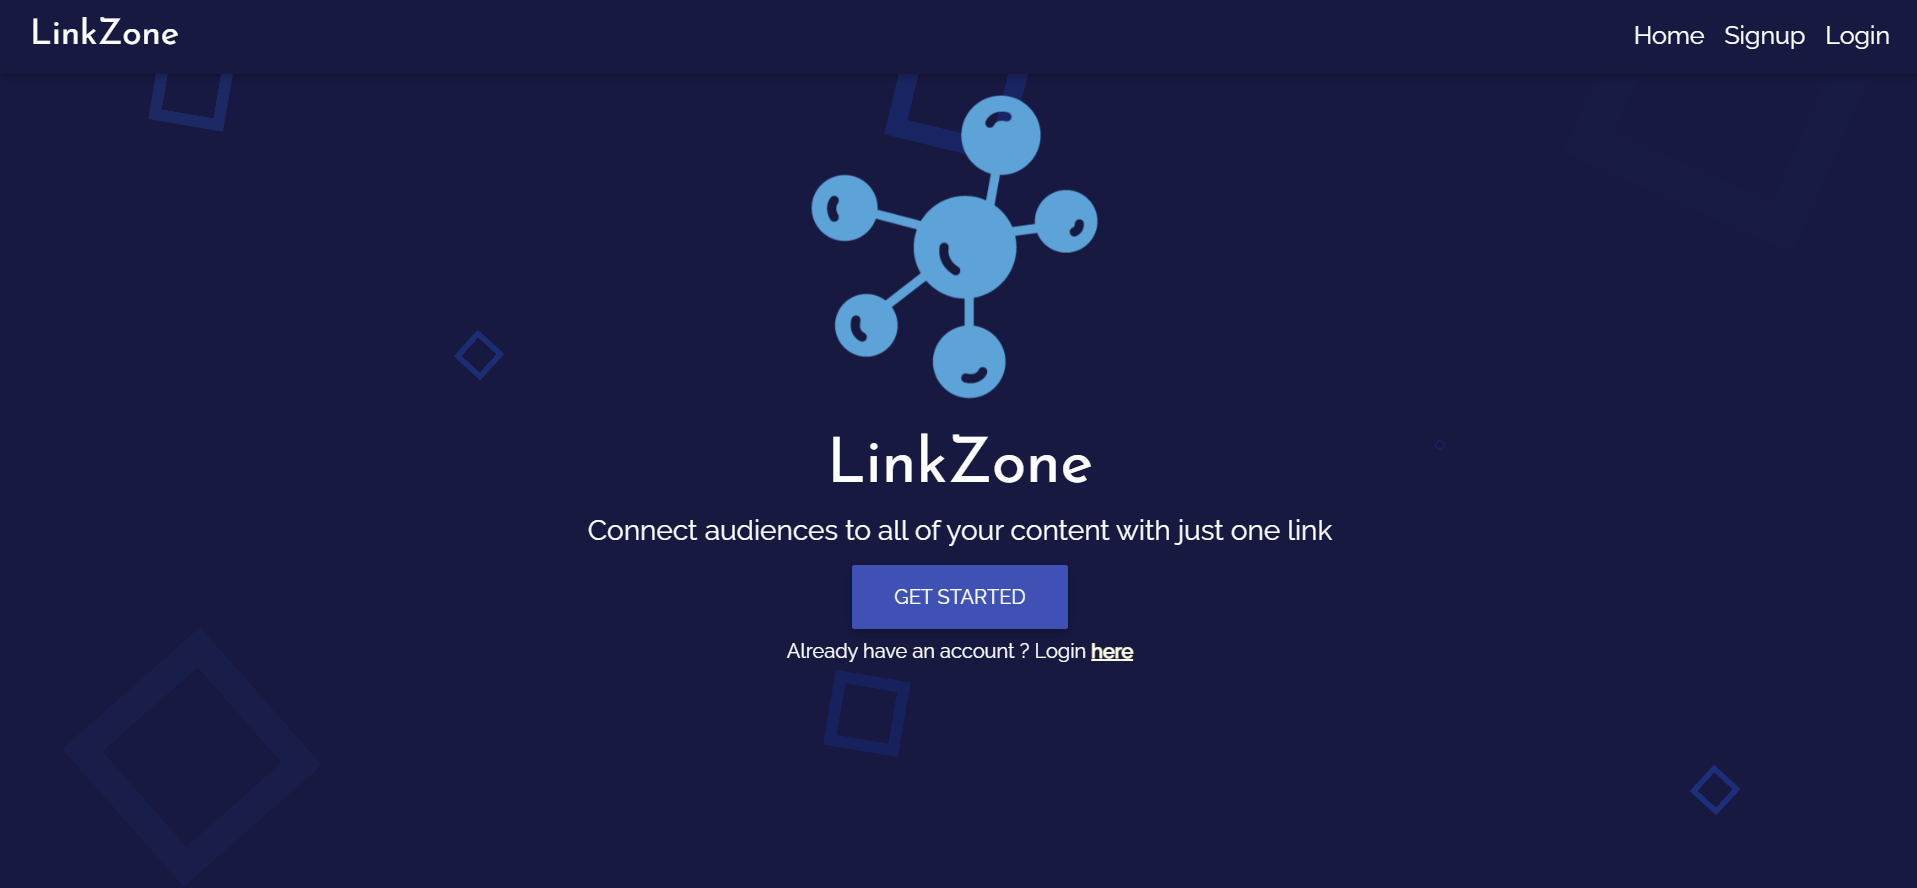 LinkZone
Home Signup Login
LinkZone
Connect audiences to all of your content with just one link
GET STARTED
Already have an account ? Login here